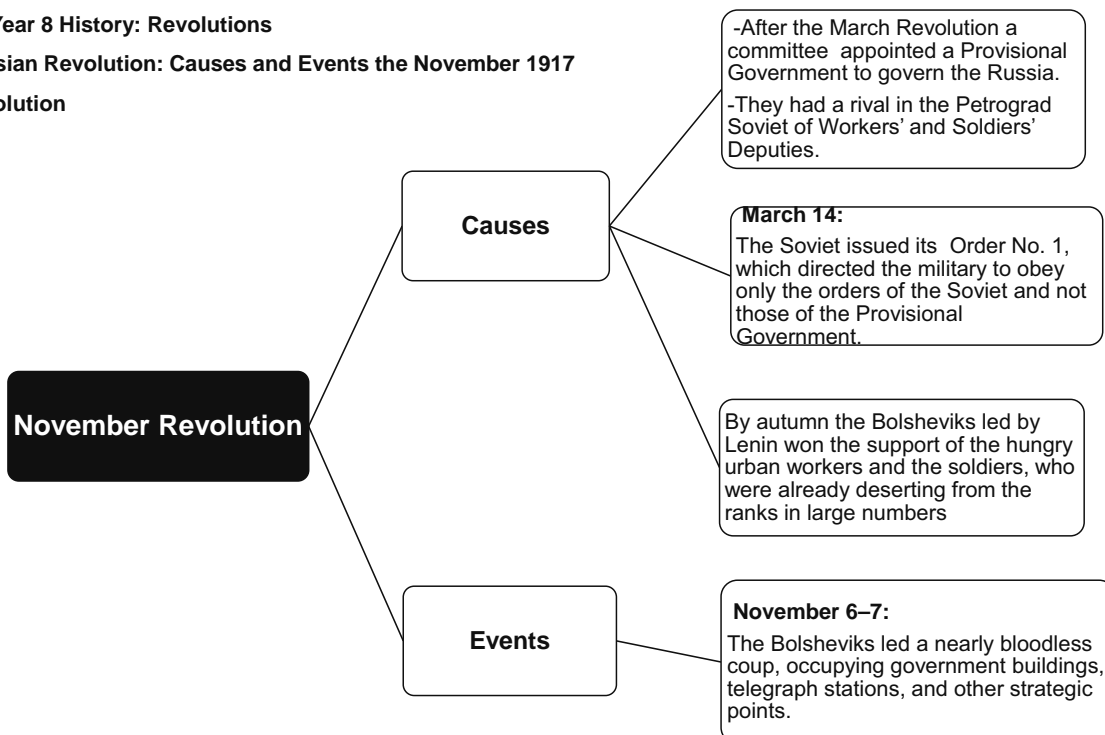 Year 8 History: Revolutions
sian Revolution: Causes and Events the November 1917
olution
-After the March Revolution a
committee appointed a Provisional
Government to govern the Russia.
-They had a rival in the Petrograd
Soviet of Workers’ and Soldiers’
Deputies.
Causes
March 14:
The Soviet issued its Order No. 1,
which directed the military to obey
only the orders of the Soviet and not
those of the Provisional
Government.
November Revolution
By autumn the Bolsheviks led by
Lenin won the support of the hungry
urban workers and the soldiers, who
were already deserting from the
ranks in large numbers
Events
November 6–7:
The Bolsheviks led a nearly bloodless
coup, occupying government buildings,
telegraph stations, and other strategic
points.